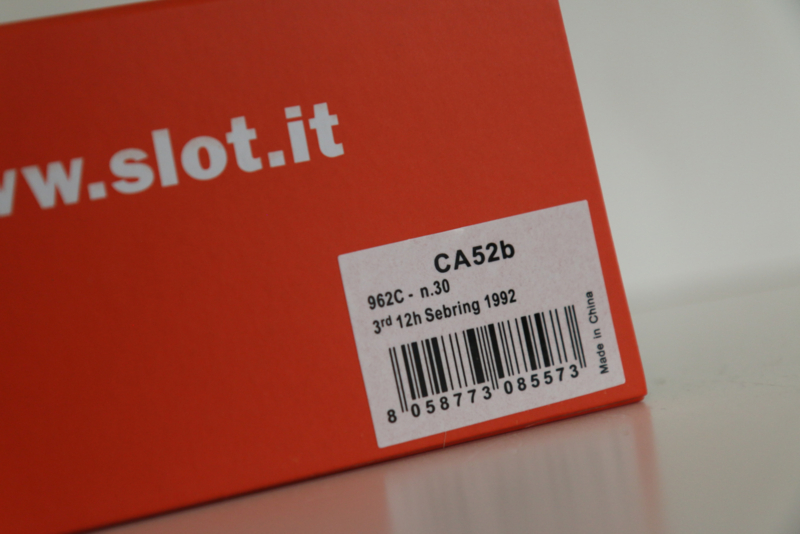 ww.slot.it
CA52b
962C - n.30
3rd 12h Sebring 1992
8 058773 085573
Made in China